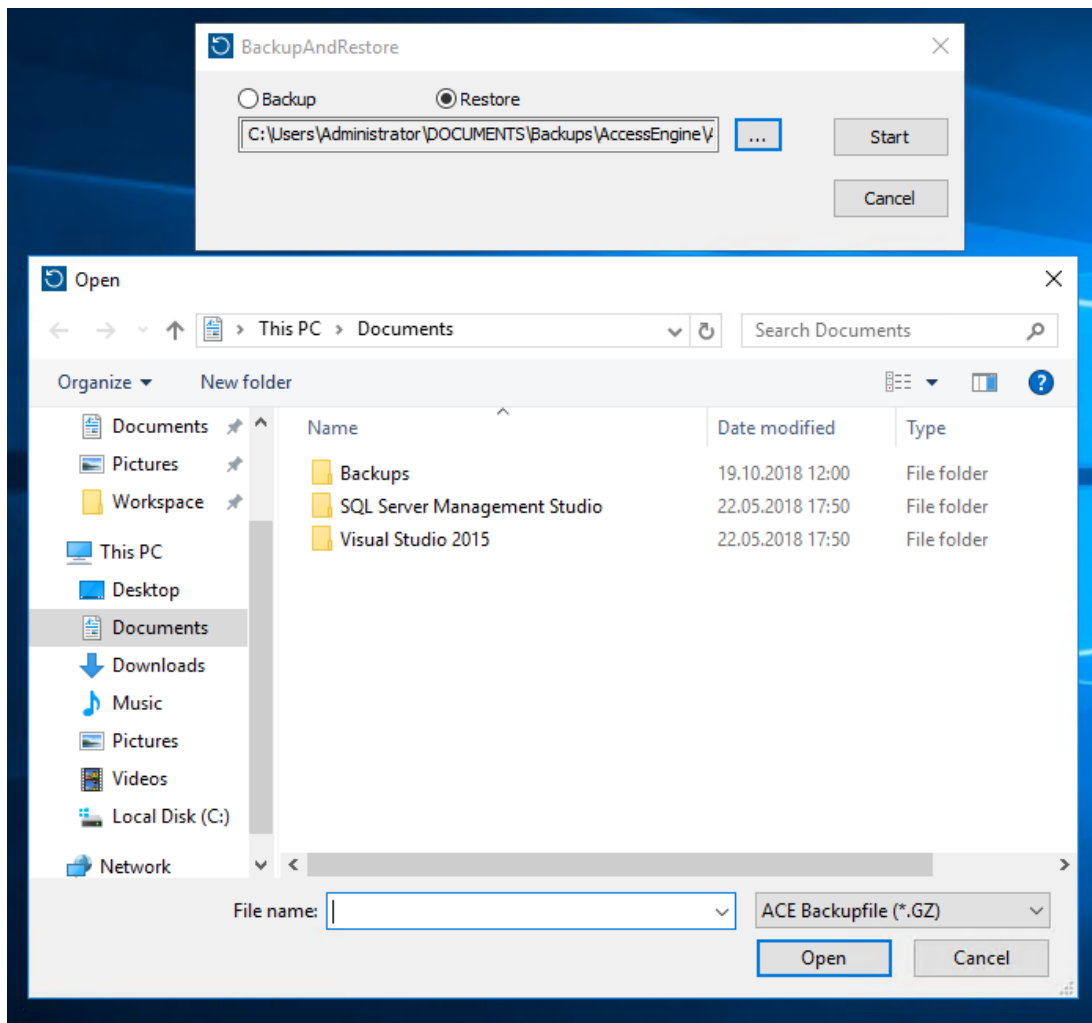 BackupAndRestore
Backup Restore
C:\Users\Administrator\DOCUMENTS\Backups\AccessEngine\ ... Start
Cancel
Open
This PC > Documents Search Documents
Organize New folder
Documents Name Date modified Type
Pictures Backups 19.10.2018 12:00 File folder
Workspace SQL Server Management Studio 22.05.2018 17:50 File folder
This PC Visual Studio 2015 22.05.2018 17:50 File folder
Desktop
Documents
Downloads
Music
Pictures
Videos
Local Disk (C:)
Network
File name: ACE Backupfile (*.GZ)
Open Cancel